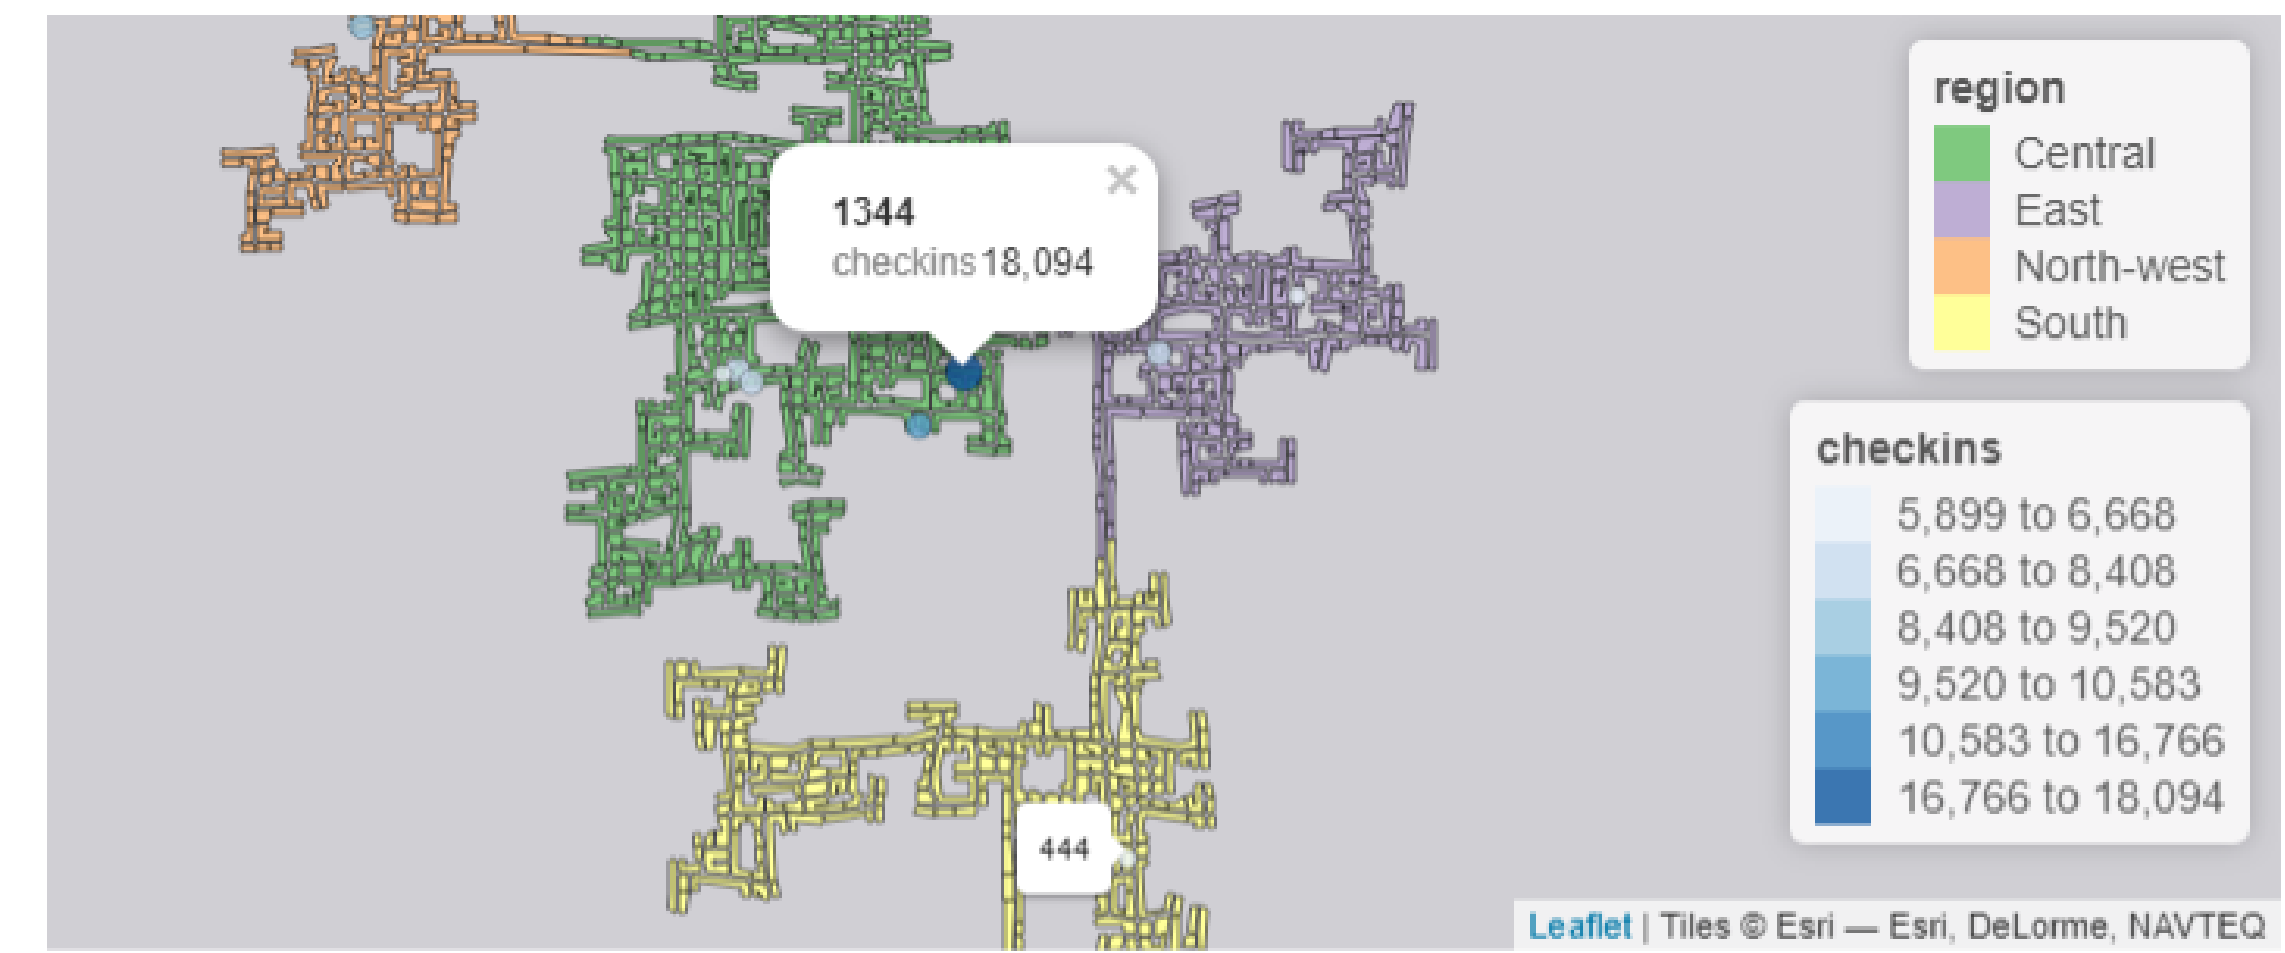 1344
checkins 18,094
×
444
region
Central
East
North-west
South
checkins
5,899 to 6,668
6,668 to 8,408
8,408 to 9,520
9,520 to 10,583
10,583 to 16,766
16,766 to 18,094
Leaflet | Tiles © Esri — Esri, DeLorme, NAVTEQ